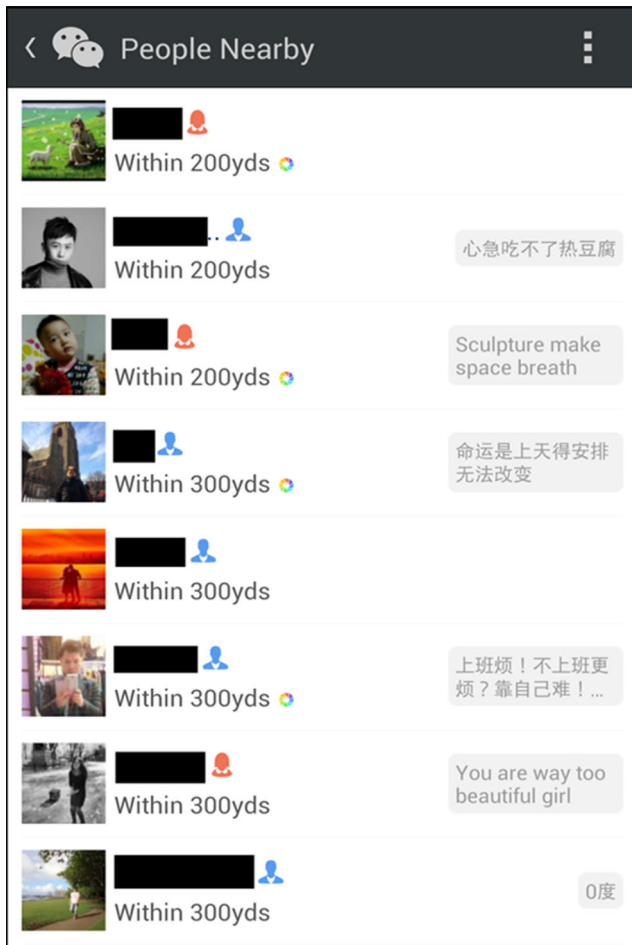 People Nearby
Within 200yds
..
Within 200yds
心急吃不了热豆腐
Within 200yds
Sculpture make
space breath
Within 300yds
命运是上天得安排
无法改变
Within 300yds
Within 300yds
上班烦！不上班更
烦？靠自己难！...
Within 300yds
You are way too
beautiful girl
Within 300yds
0度